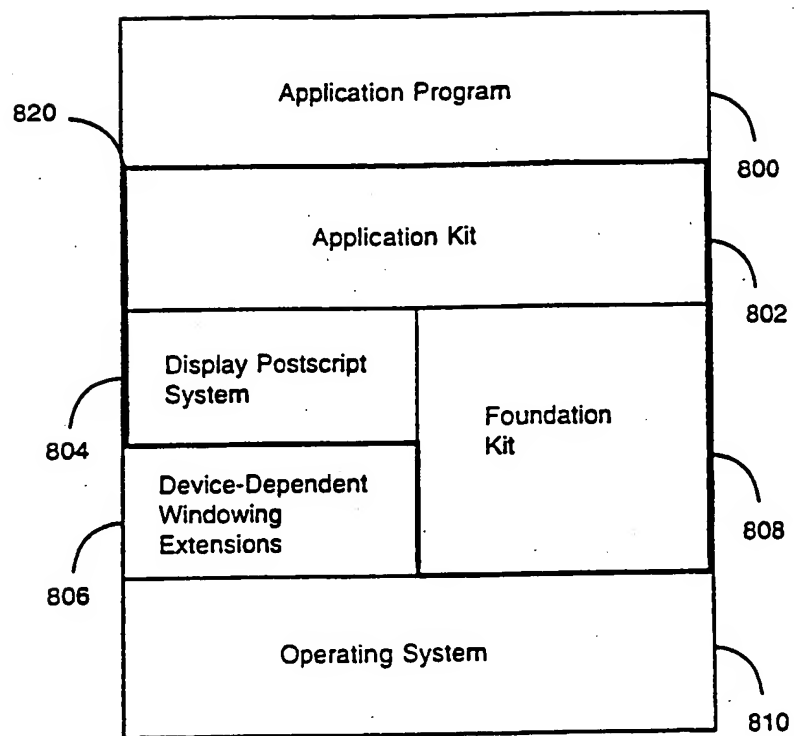 Application Program
820
800
Application Kit
802
Display Postscript
System
Foundation
Kit
804
Device-Dependent
Windowing
Extensions
808
806
Operating System
810